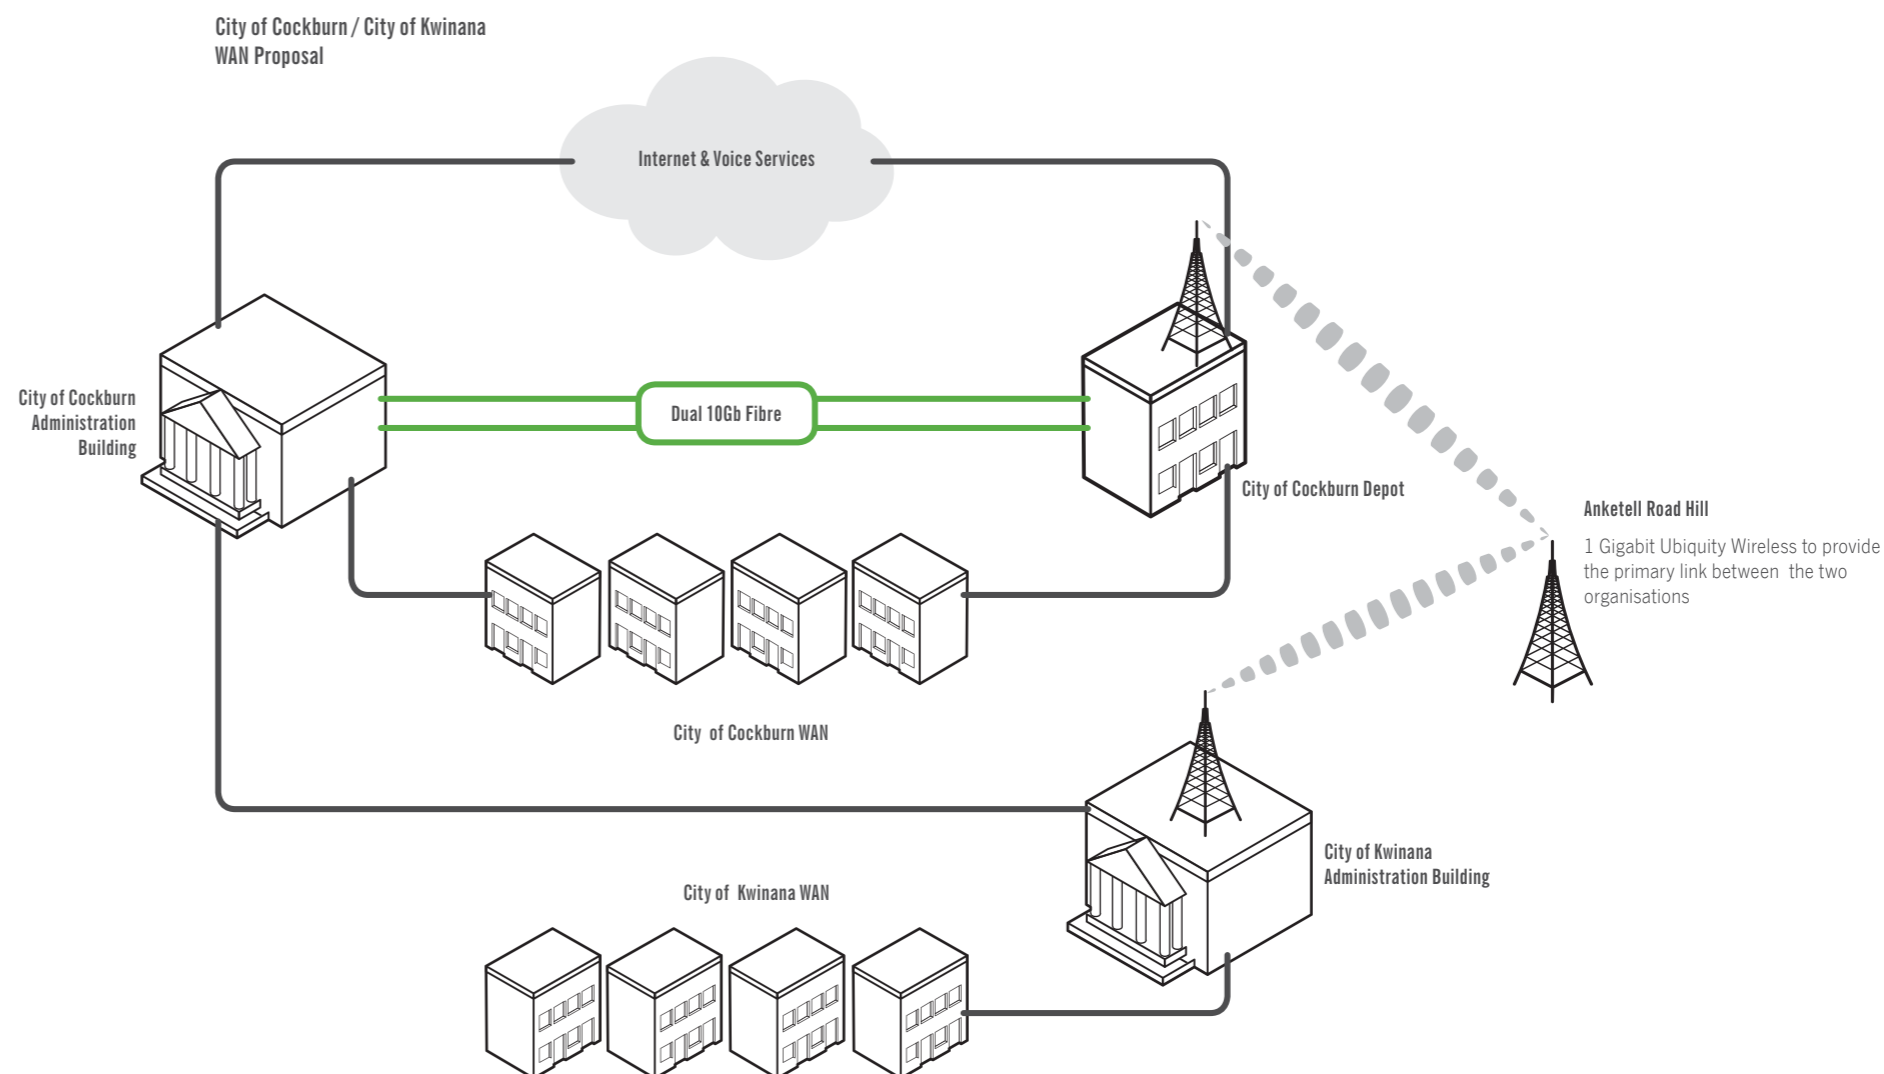 City of Cockburn / City of Kwinana
WAN Proposal
Internet & Voice Services
City of Cockburn
Administration
Building
Dual 10Gb Fibre
City of Cockburn Depot
Anketell Road Hill
1 Gigabit Ubiquity Wireless to provide
the primary link between the two
organisations
City of Cockburn WAN
City of Kwinana
Administration Building
City of Kwinana WAN